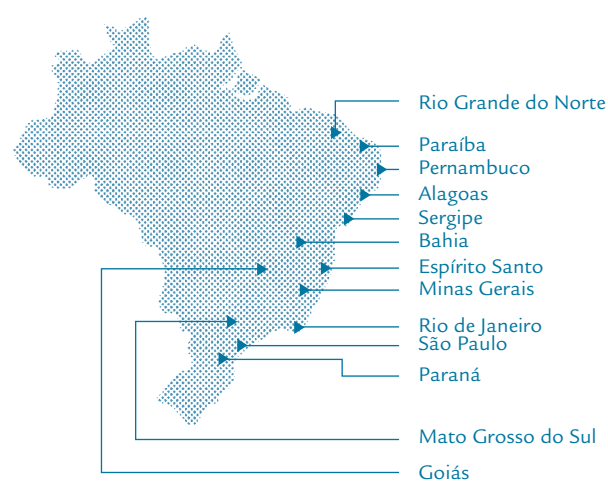 Rio Grande do Norte
Paraíba
Pernambuco
Alagoas
Sergipe
Bahia
Espírito Santo
Minas Gerais
Rio de Janeiro
São Paulo
Paraná
Mato Grosso do Sul
Goiás